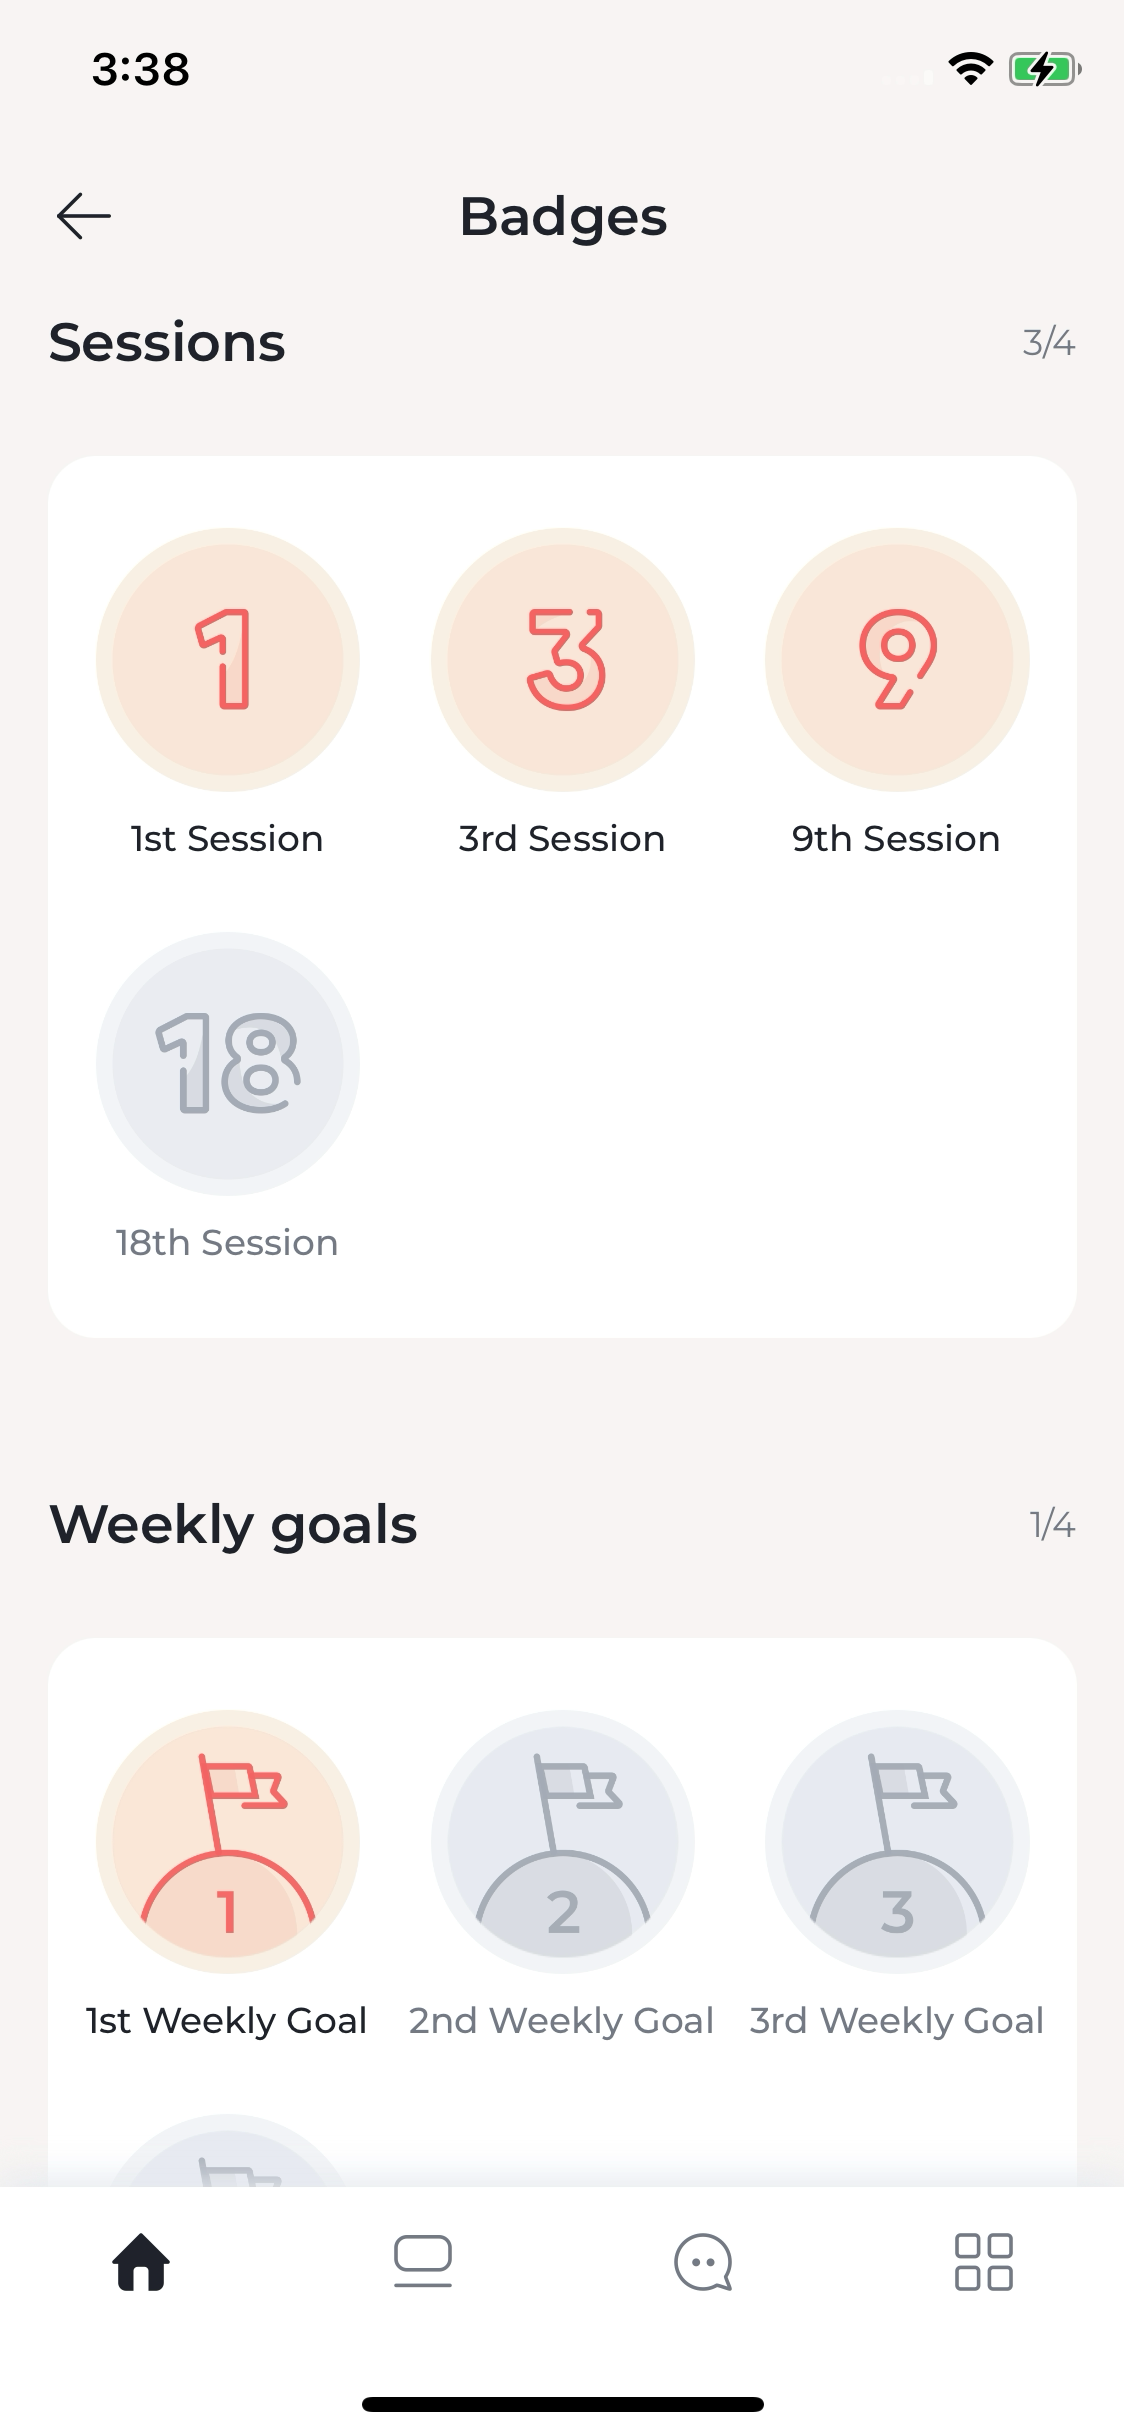 3:38
Badges
Sessions 3/4
1 3 9
1st Session 3rd Session 9th Session
18
18th Session
Weekly goals 1/4
1 2 3
1st Weekly Goal 2nd Weekly Goal 3rd Weekly Goal